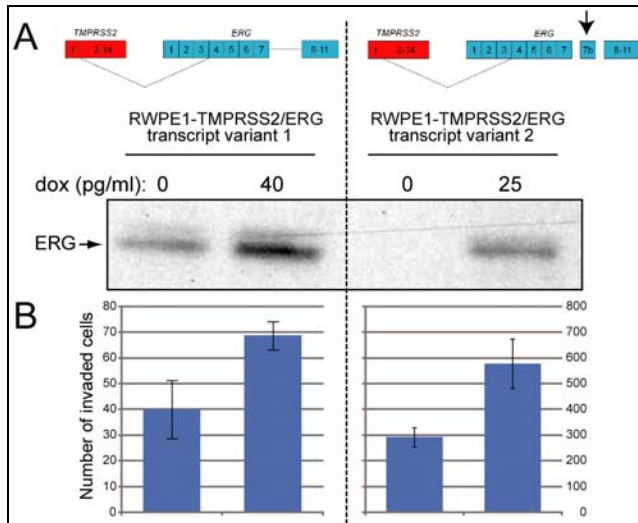 A
TMPRSS2 ERG
1 2-14 1 2 3 4 5 6 7 8-11
TMPRSS2 ERG
1 2-14 1 2 3 4 5 6 7 7b 8-11
RWPE1-TMPRSS2/ERG
transcript variant 1
RWPE1-TMPRSS2/ERG
transcript variant 2
dox (pg/ml): 0 40 0 25
ERG
B
Number of invaded cells
80
70
60
50
40
30
20
10
0
800
700
600
500
400
300
200
100
0